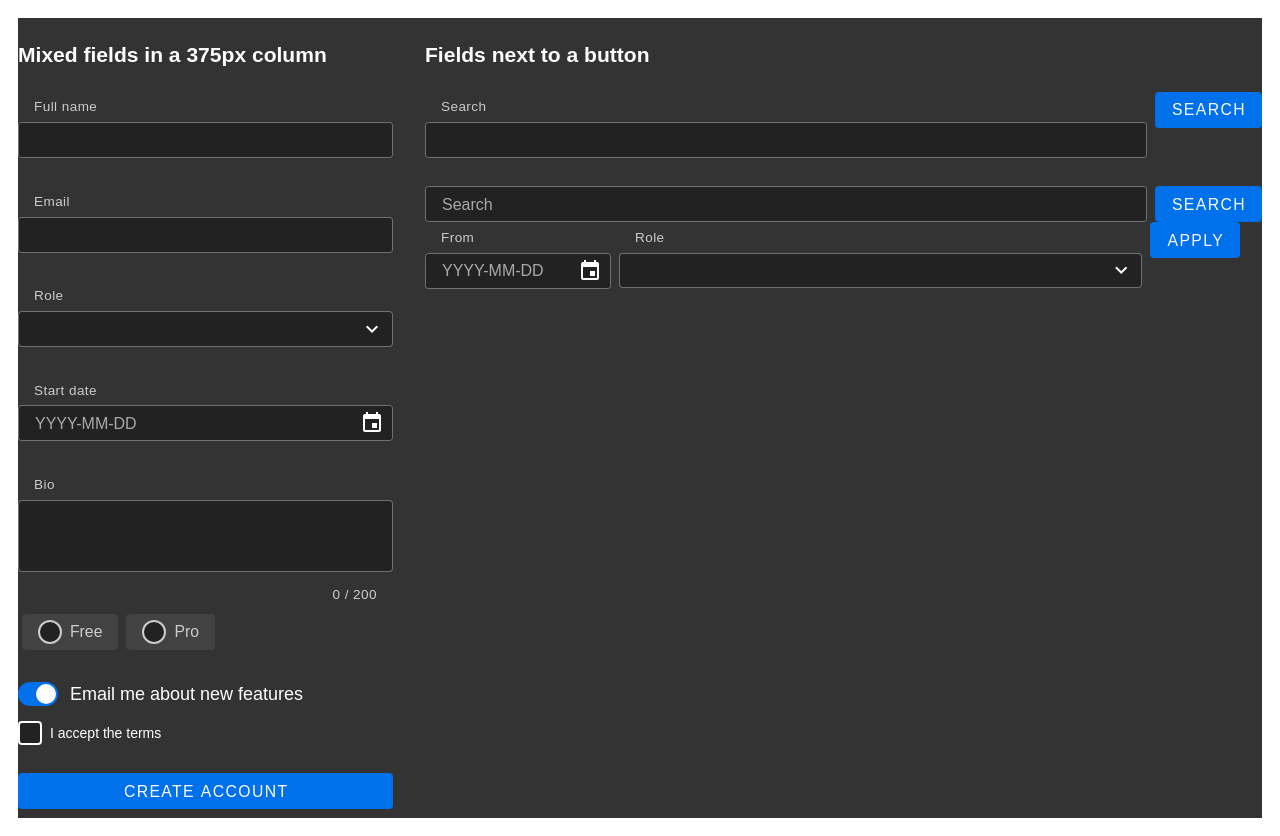 Mixed fields in a 375px column
Full name
Email
Role
Start date
YYYY-MM-DD
Bio
0 / 200
Free Pro
Email me about new features
I accept the terms
CREATE ACCOUNT
Fields next to a button
Search
SEARCH
Search SEARCH
From Role APPLY
YYYY-MM-DD